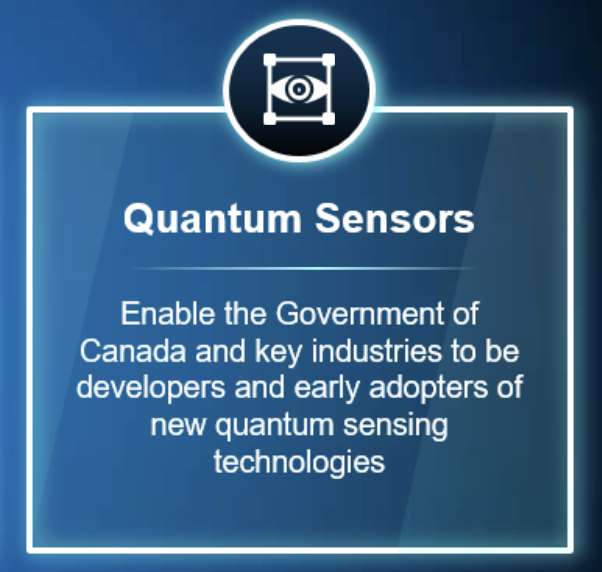 Quantum Sensors
Enable the Government of
Canada and key industries to be
developers and early adopters of
new quantum sensing
technologies